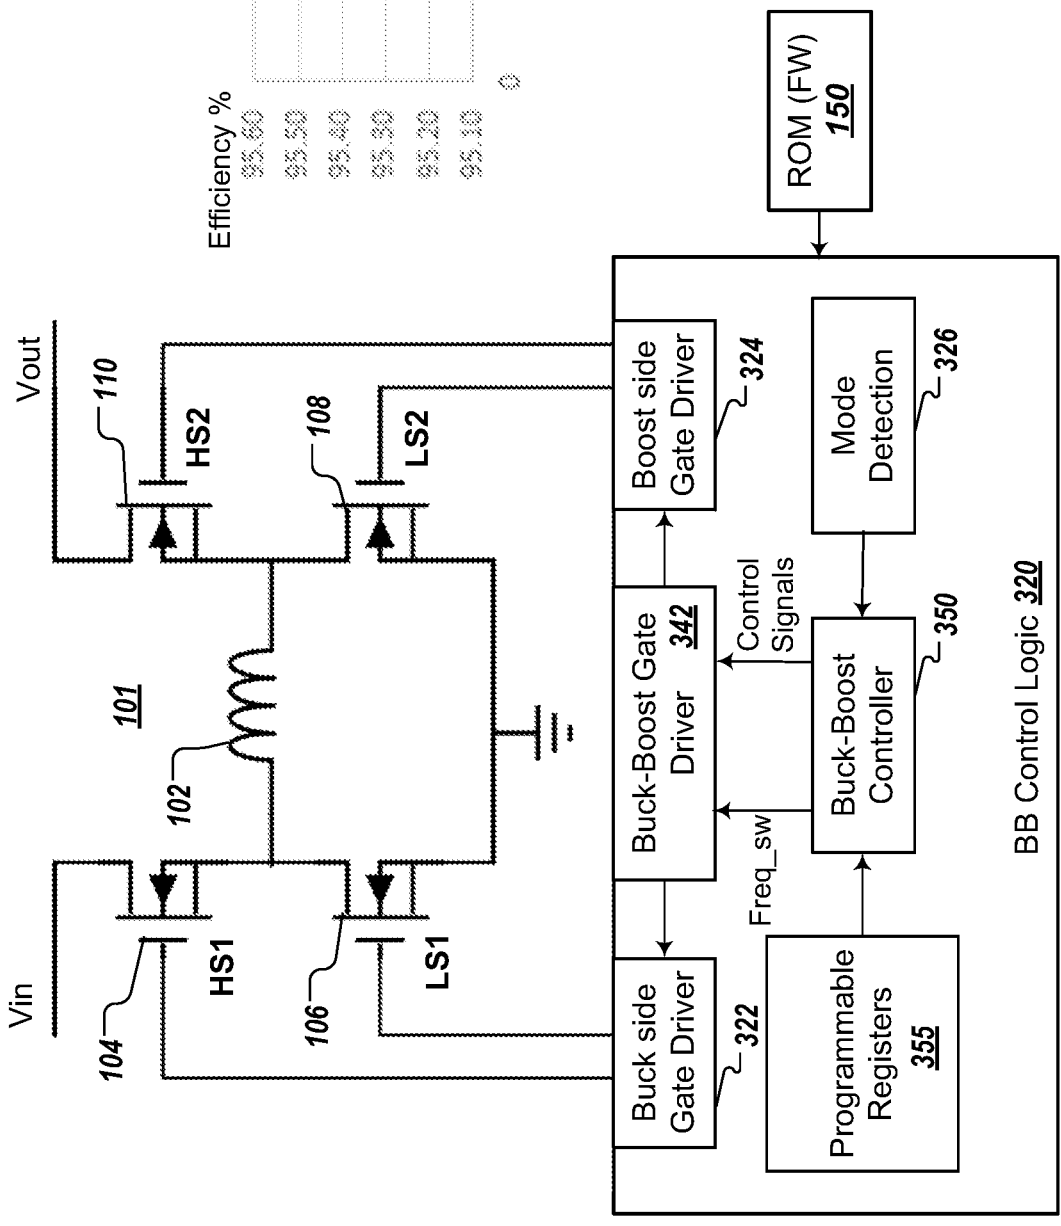 Vin
Vout
101
110
104
HS1
HS2
102
108
106
LS1
LS2
Efficiency %
95.60
95.50
95.40
95.30
95.20
95.10
0
Buck side
Gate Driver
322
Buck-Boost Gate
Driver
342
Boost side
Gate Driver
324
Freq_sw
Control
Signals
Programmable
Registers
355
Buck-Boost
Controller
350
Mode
Detection
326
BB Control Logic 320
ROM (FW)
150